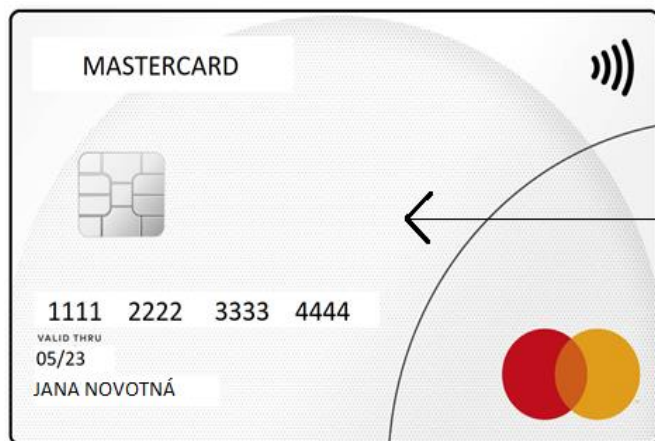 MASTERCARD
1111 2222 3333 4444
VALID THRU
05/23
JANA NOVOTNÁ